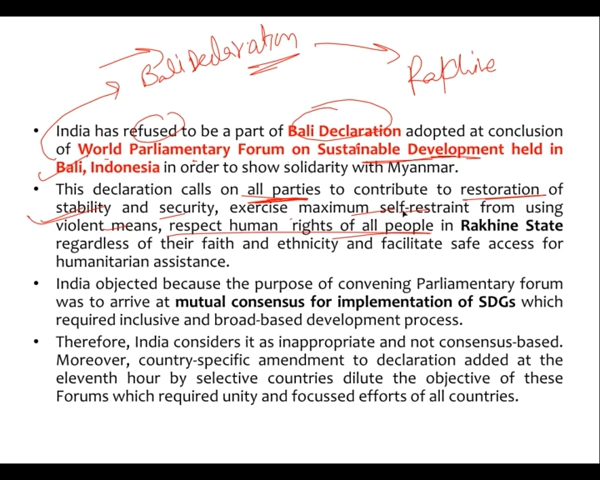 Bali Declaration → Rakhine
• India has refused to be a part of Bali Declaration adopted at conclusion
of World Parliamentary Forum on Sustainable Development held in
Bali, Indonesia in order to show solidarity with Myanmar.
• This declaration calls on all parties to contribute to restoration of
stability and security, exercise maximum self-restraint from using
violent means, respect human rights of all people in Rakhine State
regardless of their faith and ethnicity and facilitate safe access for
humanitarian assistance.
• India objected because the purpose of convening Parliamentary forum
was to arrive at mutual consensus for implementation of SDGs which
required inclusive and broad-based development process.
• Therefore, India considers it as inappropriate and not consensus-based.
Moreover, country-specific amendment to declaration added at the
eleventh hour by selective countries dilute the objective of these
Forums which required unity and focussed efforts of all countries.